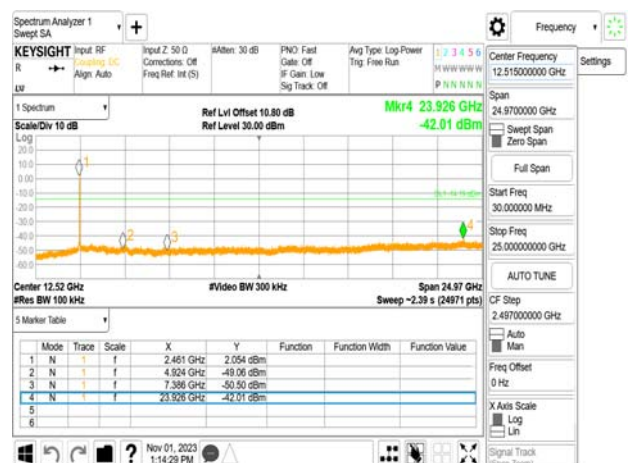 Spectrum Analyzer 1
Swept SA
Frequency
KEYSIGHT Input: RF
Coupling: DC
Align: Auto
Input Z: 50 Ω
Corrections: Off
Freq Ref: Int (S)
#Atten: 30 dB
PNO: Fast
Gate: Off
IF Gain: Low
Sig Track: Off
Avg Type: Log-Power
Trig: Free Run
1 2 3 4 5 6
M W W W W W
P N N N N N
R
Settings
Center Frequency
12.515000000 GHz
Span
24.9700000 GHz
Swept Span
Zero Span
Full Span
Start Freq
30.000000 MHz
Stop Freq
25.000000000 GHz
AUTO TUNE
CF Step
2.497000000 GHz
Auto
Man
Freq Offset
0 Hz
X Axis Scale
Log
Lin
Signal Track
1 Spectrum
Scale/Div 10 dB
Ref Lvl Offset 10.80 dB
Ref Level 30.00 dBm
Mkr4 23.926 GHz
-42.01 dBm
Log
20.0
10.0
0.00
-10.0
-20.0
-30.0
-40.0
-50.0
-60.0
1
2
3
4
Center 12.52 GHz
#Res BW 100 kHz
#Video BW 300 kHz
Span 24.97 GHz
Sweep ~2.39 s (24971 pts)
5 Marker Table
Mode Trace Scale X Y Function Function Width Function Value
1 N 1 f 2.461 GHz 2.054 dBm
2 N 1 f 4.924 GHz -49.06 dBm
3 N 1 f 7.386 GHz -50.50 dBm
4 N 1 f 23.926 GHz -42.01 dBm
5
6
Nov 01, 2023
1:14:29 PM